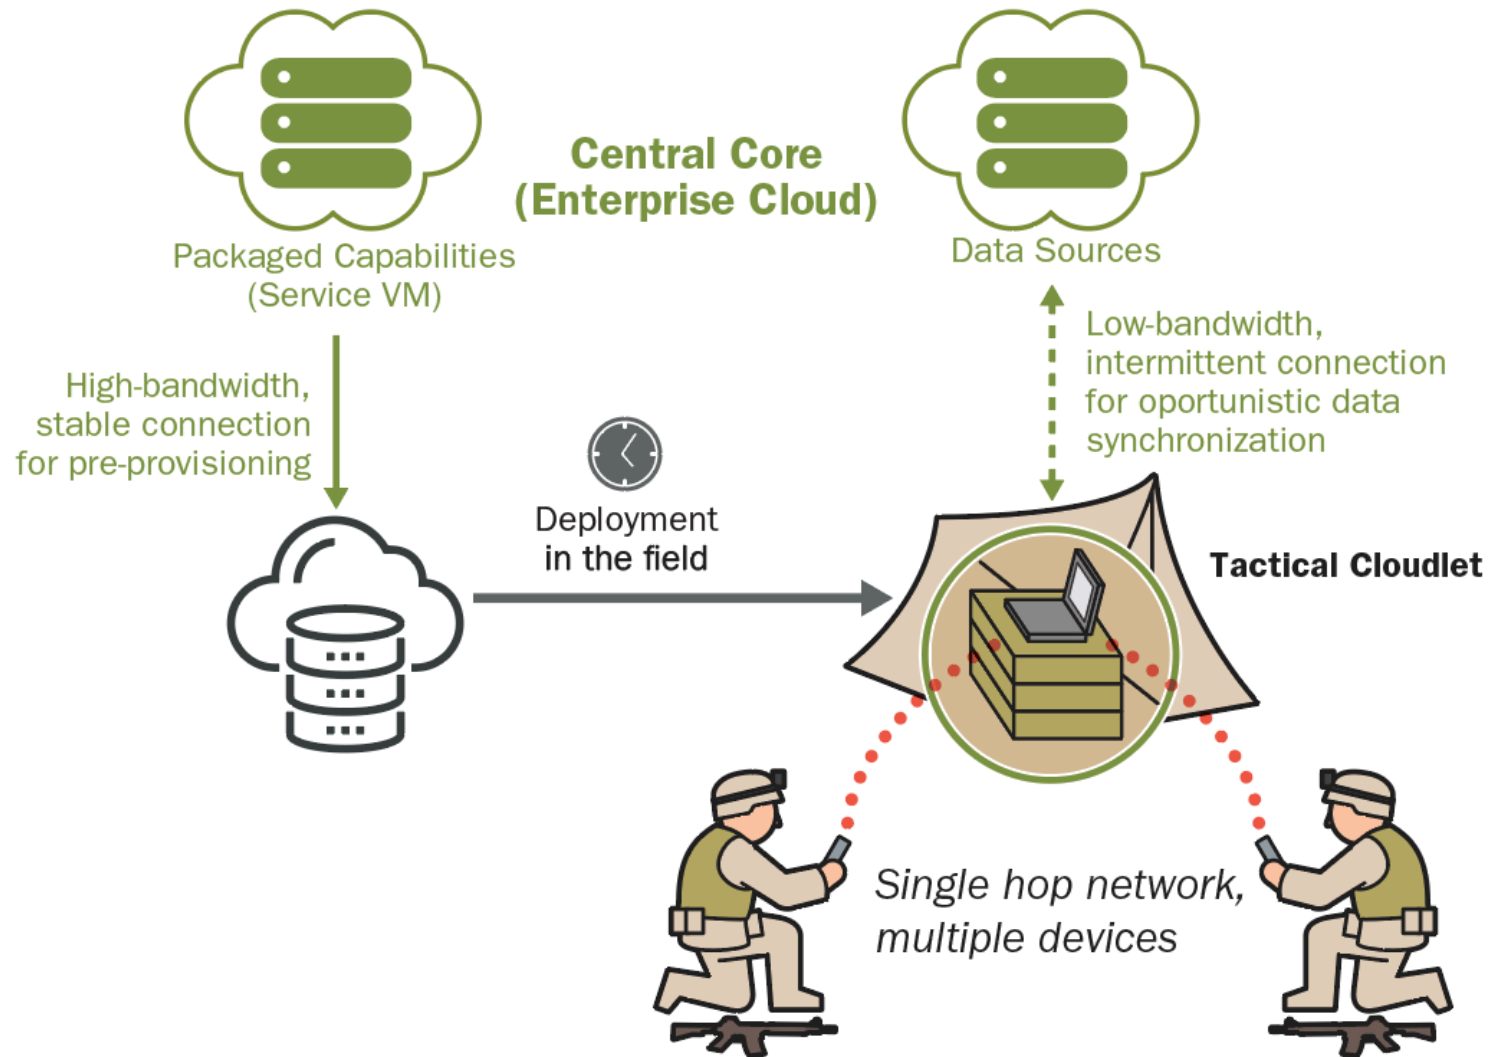 Central Core
(Enterprise Cloud)
Packaged Capabilities
(Service VM)
Data Sources
High-bandwidth,
stable connection
for pre-provisioning
Low-bandwidth,
intermittent connection
for oportunistic data
synchronization
Deployment
in the field
Tactical Cloudlet
Single hop network,
multiple devices